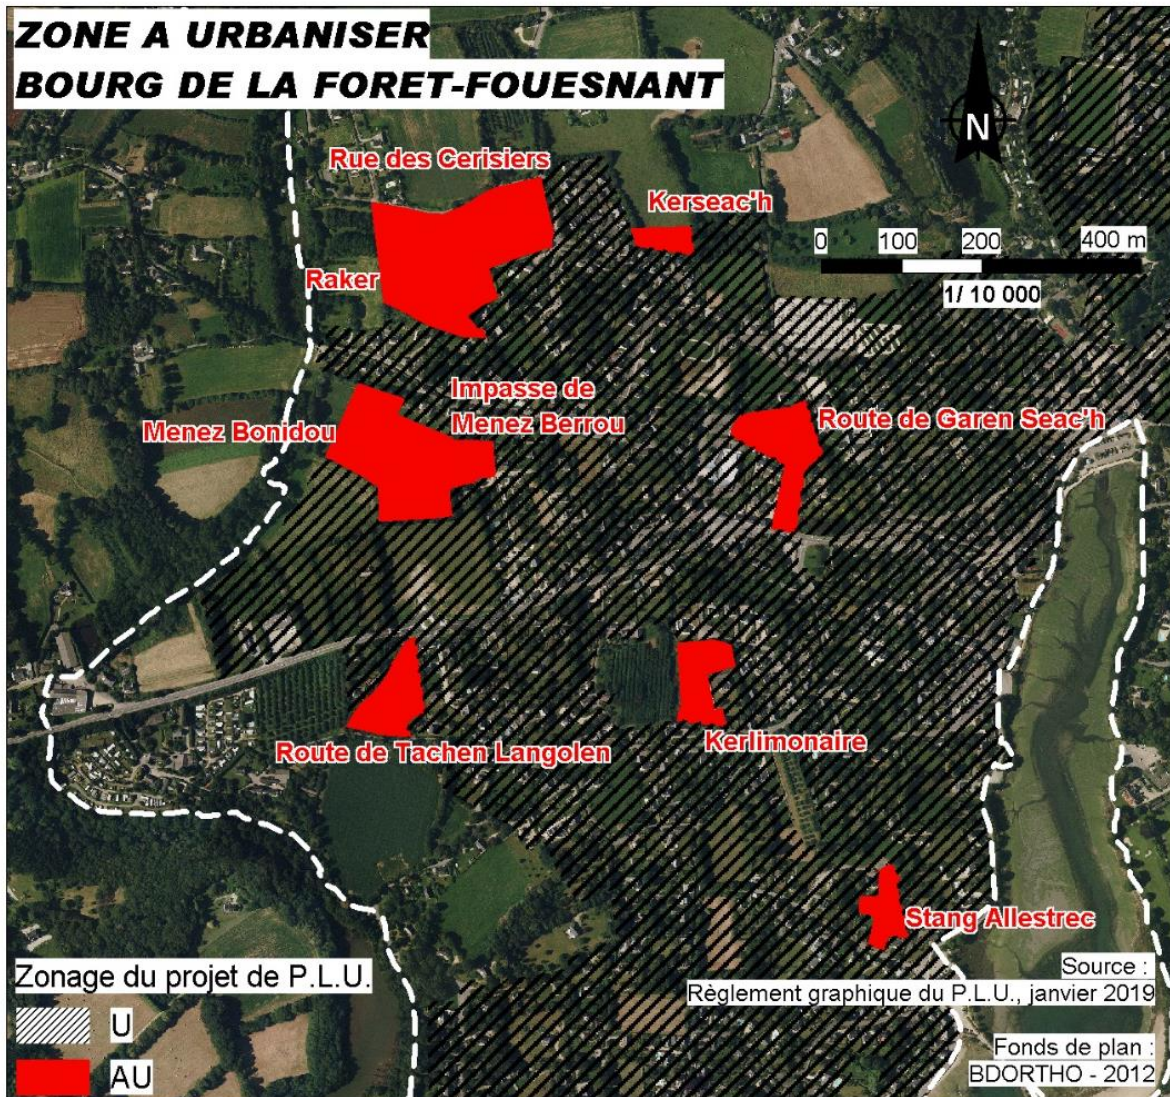 ZONE A URBANISER
BOURG DE LA FORET-FOUESNANT
N
Rue des Cerisiers
Kerseac'h
0 100 200 400 m
1/ 10 000
Raker
Impasse de
Menez Berrou
Menez Bonidou
Route de Garen Seac'h
Route de Tachen Langolen
Kerlimonaire
Stang Allestrec
Zonage du projet de P.L.U.
U
AU
Source :
Règlement graphique du P.L.U., janvier 2019
Fonds de plan :
BDORTHO - 2012